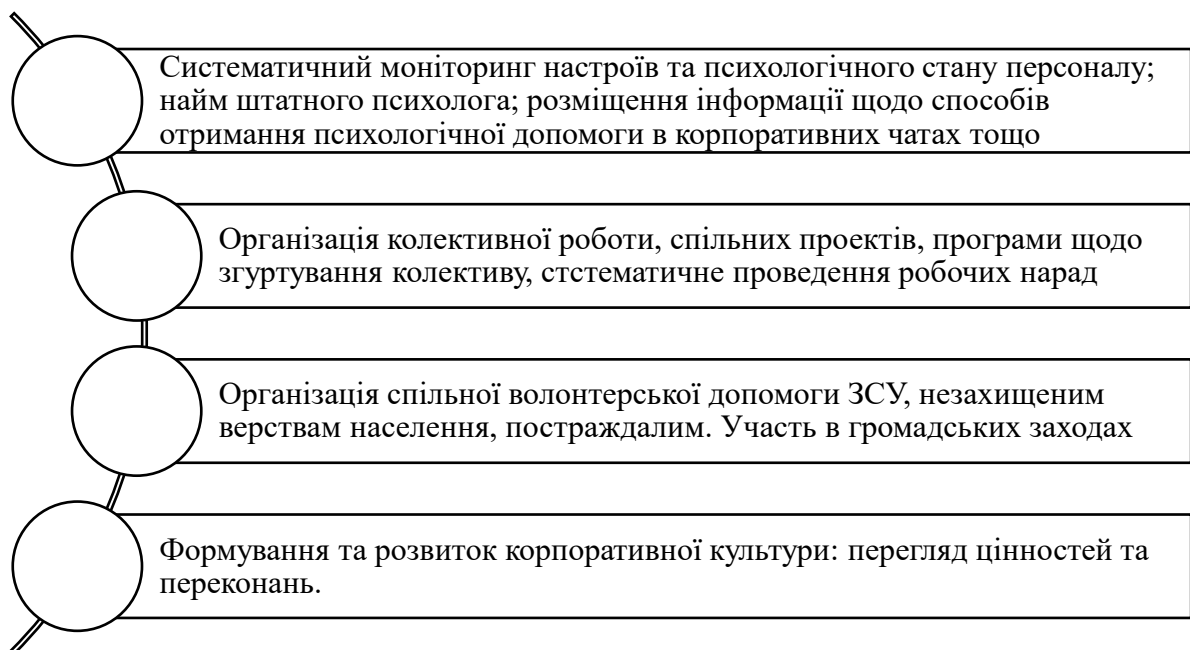 Систематичний моніторинг настроїв та психологічного стану персоналу;
найм штатного психолога; розміщення інформації щодо способів
отримання психологічної допомоги в корпоративних чатах тощо
Організація колективної роботи, спільних проектів, програми щодо
згуртування колективу, стстематичне проведення робочих нарад
Організація спільної волонтерської допомоги ЗСУ, незахищеним
верствам населення, постраждалим. Участь в громадських заходах
Формування та розвиток корпоративної культури: перегляд цінностей та
переконань.